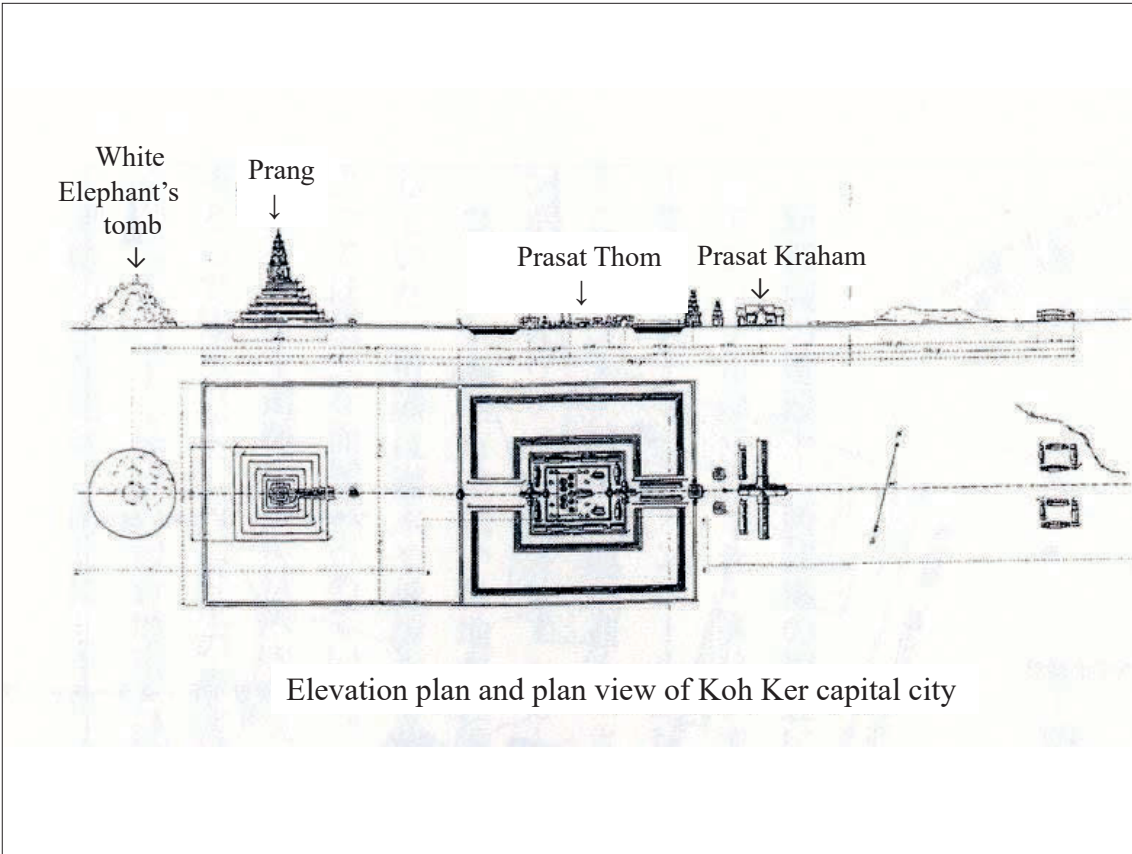 White
Elephant’s
tomb
Prang
Prasat Thom
Prasat Kraham
Elevation plan and plan view of Koh Ker capital city